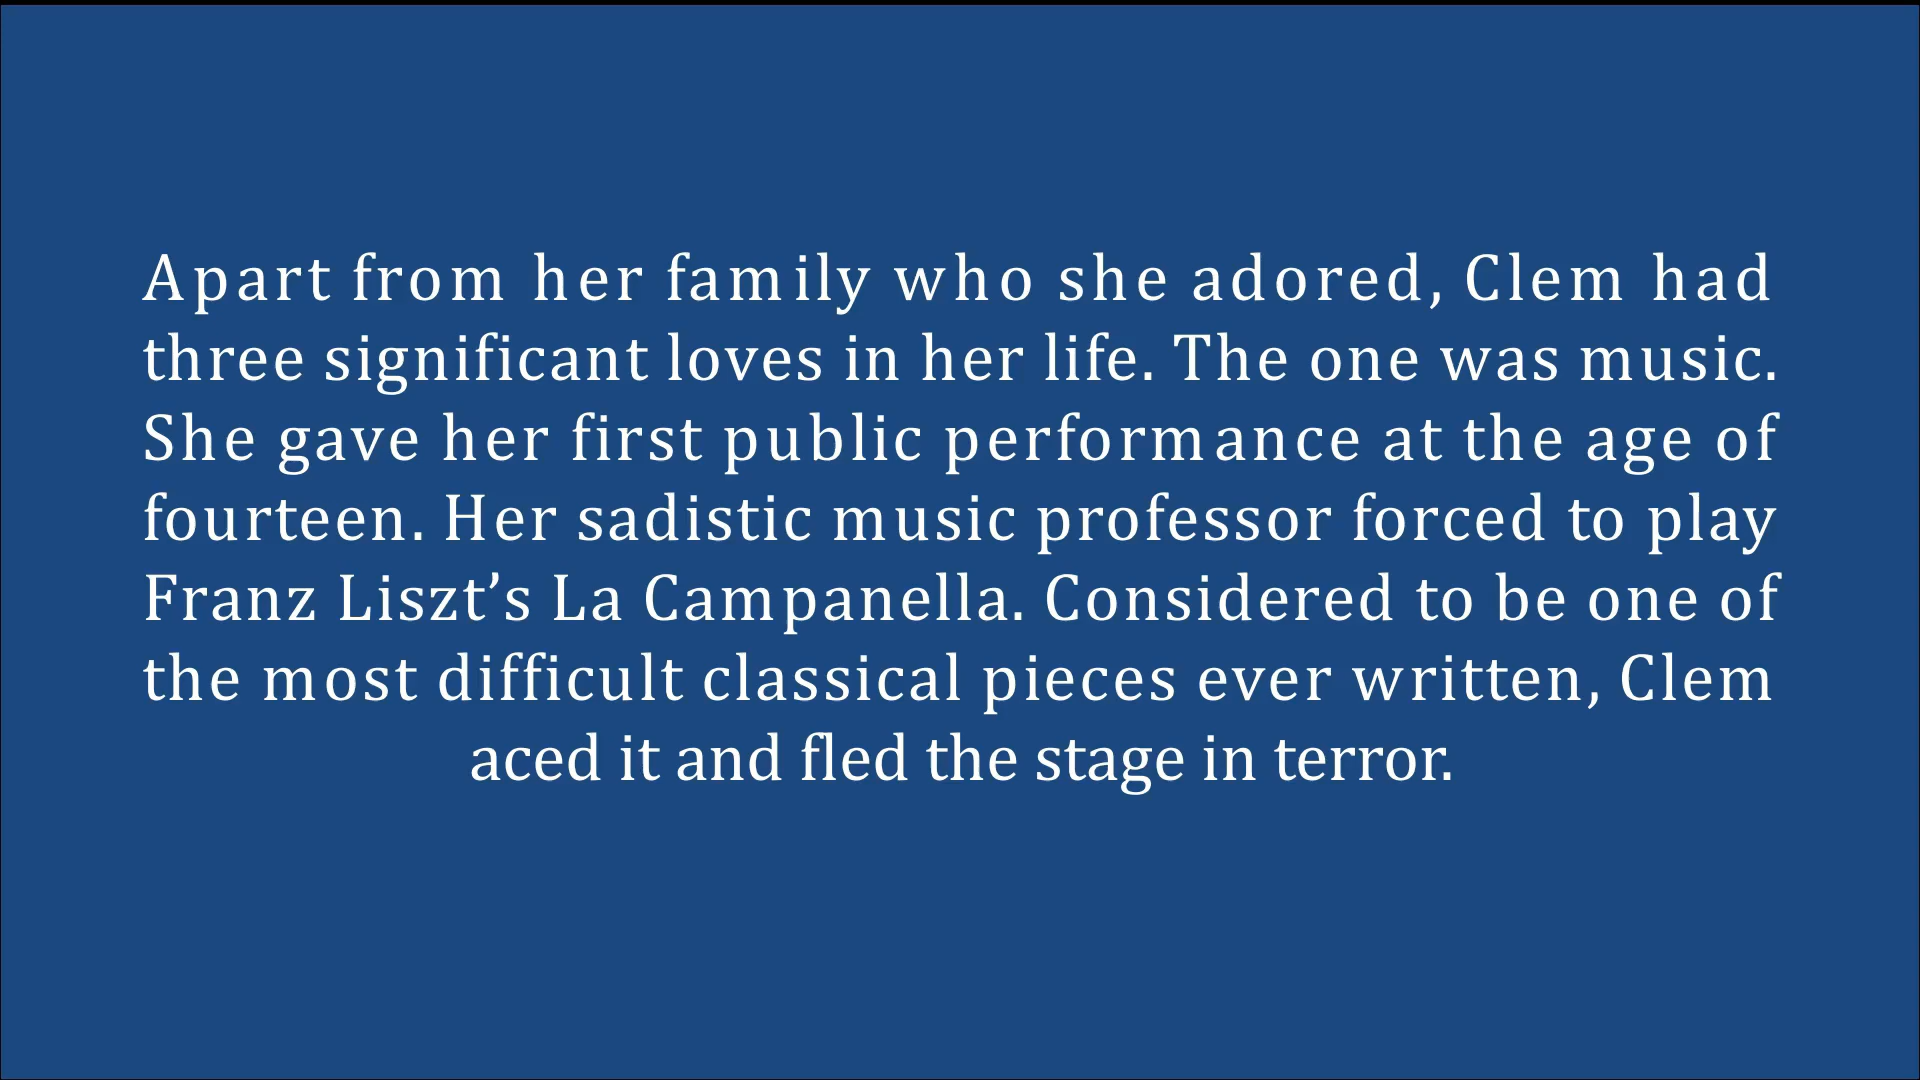 Apart from her family who she adored, Clem had
three significant loves in her life. The one was music.
She gave her first public performance at the age of
fourteen. Her sadistic music professor forced to play
Franz Liszt’s La Campanella. Considered to be one of
the most difficult classical pieces ever written, Clem
aced it and fled the stage in terror.